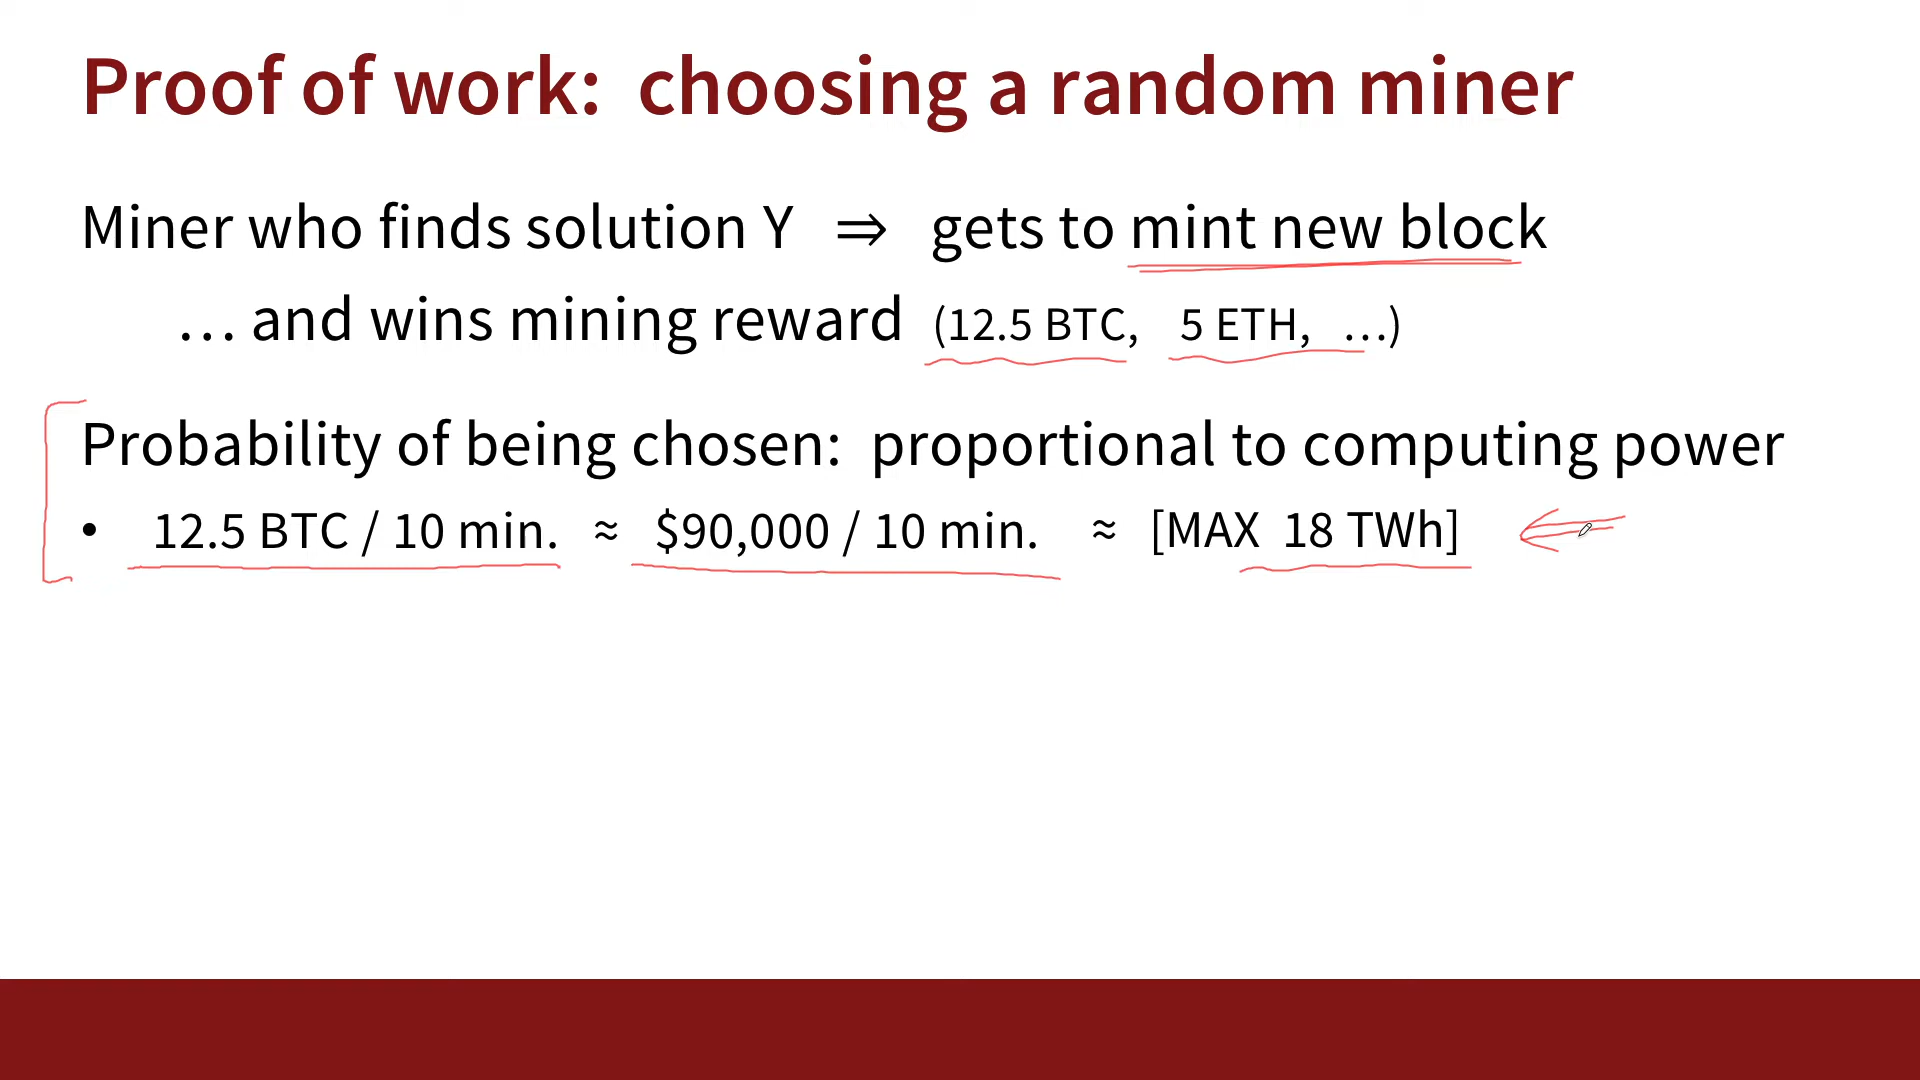 Proof of work: choosing a random miner
Miner who finds solution Y ⇒ gets to mint new block
… and wins mining reward (12.5 BTC, 5 ETH, …)
Probability of being chosen: proportional to computing power
• 12.5 BTC / 10 min. ≈ $90,000 / 10 min. ≈ [MAX 18 TWh]